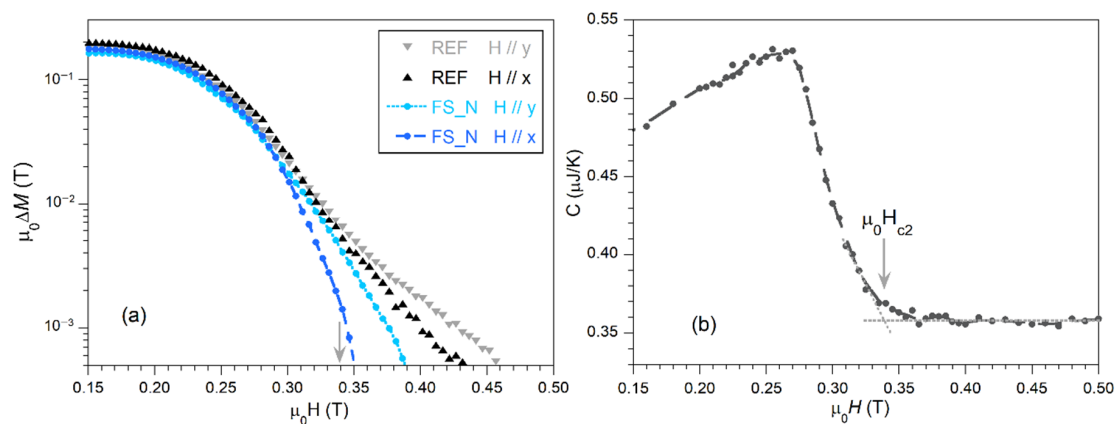 10⁻¹
10⁻²
10⁻³
μ₀ΔM (T)
REF H // y
REF H // x
FS_N H // y
FS_N H // x
(a)
0.15 0.20 0.25 0.30 0.35 0.40 0.45 0.50
μ₀H (T)
0.55
0.50
0.45
0.40
0.35
C (μJ/K)
μ₀H_c2
(b)
0.15 0.20 0.25 0.30 0.35 0.40 0.45 0.50
μ₀H (T)